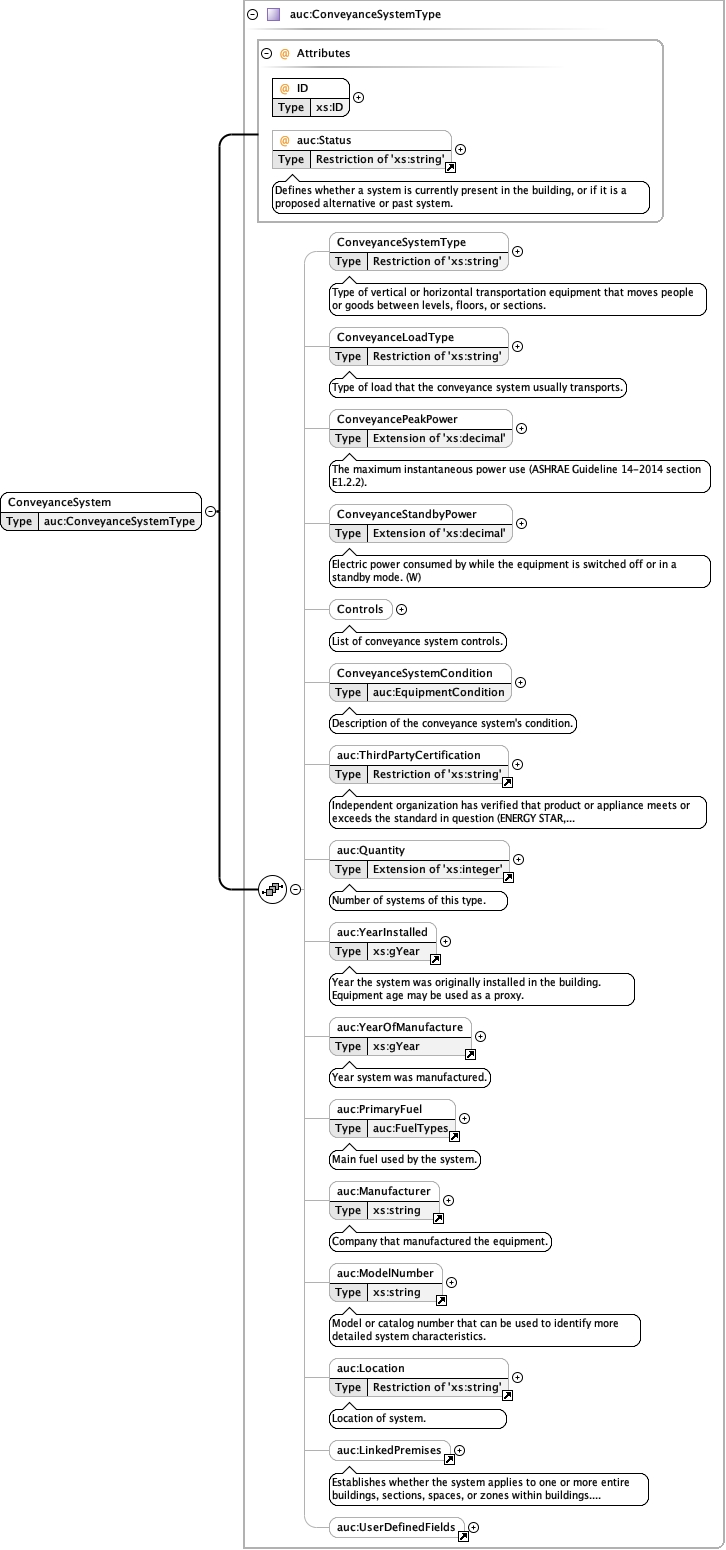 auc:ConveyanceSystemType
@ Attributes
@ ID
Type xs:ID
@ auc:Status
Type Restriction of 'xs:string'
Defines whether a system is currently present in the building, or if it is a
proposed alternative or past system.
ConveyanceSystemType
Type Restriction of 'xs:string'
Type of vertical or horizontal transportation equipment that moves people
or goods between levels, floors, or sections.
ConveyanceLoadType
Type Restriction of 'xs:string'
Type of load that the conveyance system usually transports.
ConveyancePeakPower
Type Extension of 'xs:decimal'
The maximum instantaneous power use (ASHRAE Guideline 14-2014 section
E1.2.2).
ConveyanceSystem
Type auc:ConveyanceSystemType
ConveyanceStandbyPower
Type Extension of 'xs:decimal'
Electric power consumed by while the equipment is switched off or in a
standby mode. (W)
Controls
List of conveyance system controls.
ConveyanceSystemCondition
Type auc:EquipmentCondition
Description of the conveyance system's condition.
auc:ThirdPartyCertification
Type Restriction of 'xs:string'
Independent organization has verified that product or appliance meets or
exceeds the standard in question (ENERGY STAR,...
auc:Quantity
Type Extension of 'xs:integer'
Number of systems of this type.
auc:YearInstalled
Type xs:gYear
Year the system was originally installed in the building.
Equipment age may be used as a proxy.
auc:YearOfManufacture
Type xs:gYear
Year system was manufactured.
auc:PrimaryFuel
Type auc:FuelTypes
Main fuel used by the system.
auc:Manufacturer
Type xs:string
Company that manufactured the equipment.
auc:ModelNumber
Type xs:string
Model or catalog number that can be used to identify more
detailed system characteristics.
auc:Location
Type Restriction of 'xs:string'
Location of system.
auc:LinkedPremises
Establishes whether the system applies to one or more entire
buildings, sections, spaces, or zones within buildings....
auc:UserDefinedFields